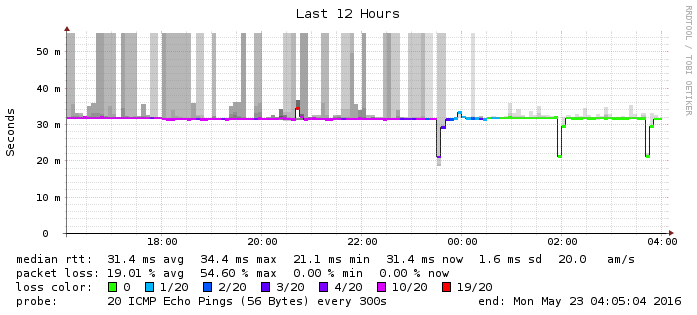 Last 12 Hours
RRDTOOL / TOBI OETIKER
Seconds
50 m
40 m
30 m
20 m
10 m
0
18:00 20:00 22:00 00:00 02:00 04:00
median rtt: 31.4 ms avg 34.4 ms max 21.1 ms min 31.4 ms now 1.6 ms sd 20.0 am/s
packet loss: 19.01 % avg 54.60 % max 0.00 % min 0.00 % now
loss color: 0 1/20 2/20 3/20 4/20 10/20 19/20
probe: 20 ICMP Echo Pings (56 Bytes) every 300s end: Mon May 23 04:05:04 2016